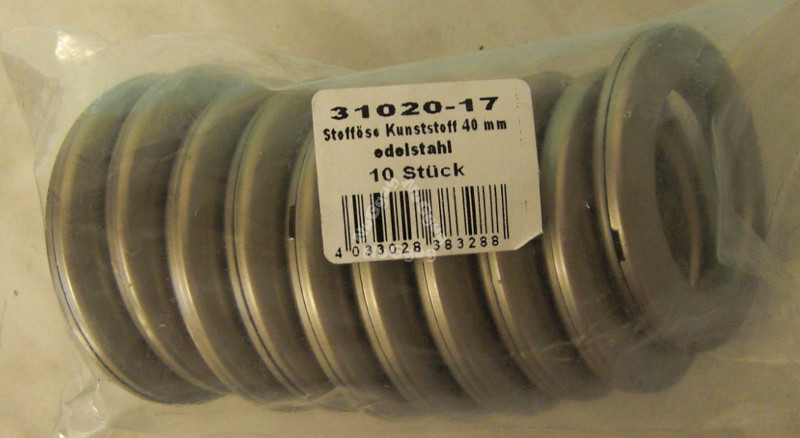 31020-17
Stofföse Kunststoff 40 mm
edelstahl
10 Stück
4 033028 383288